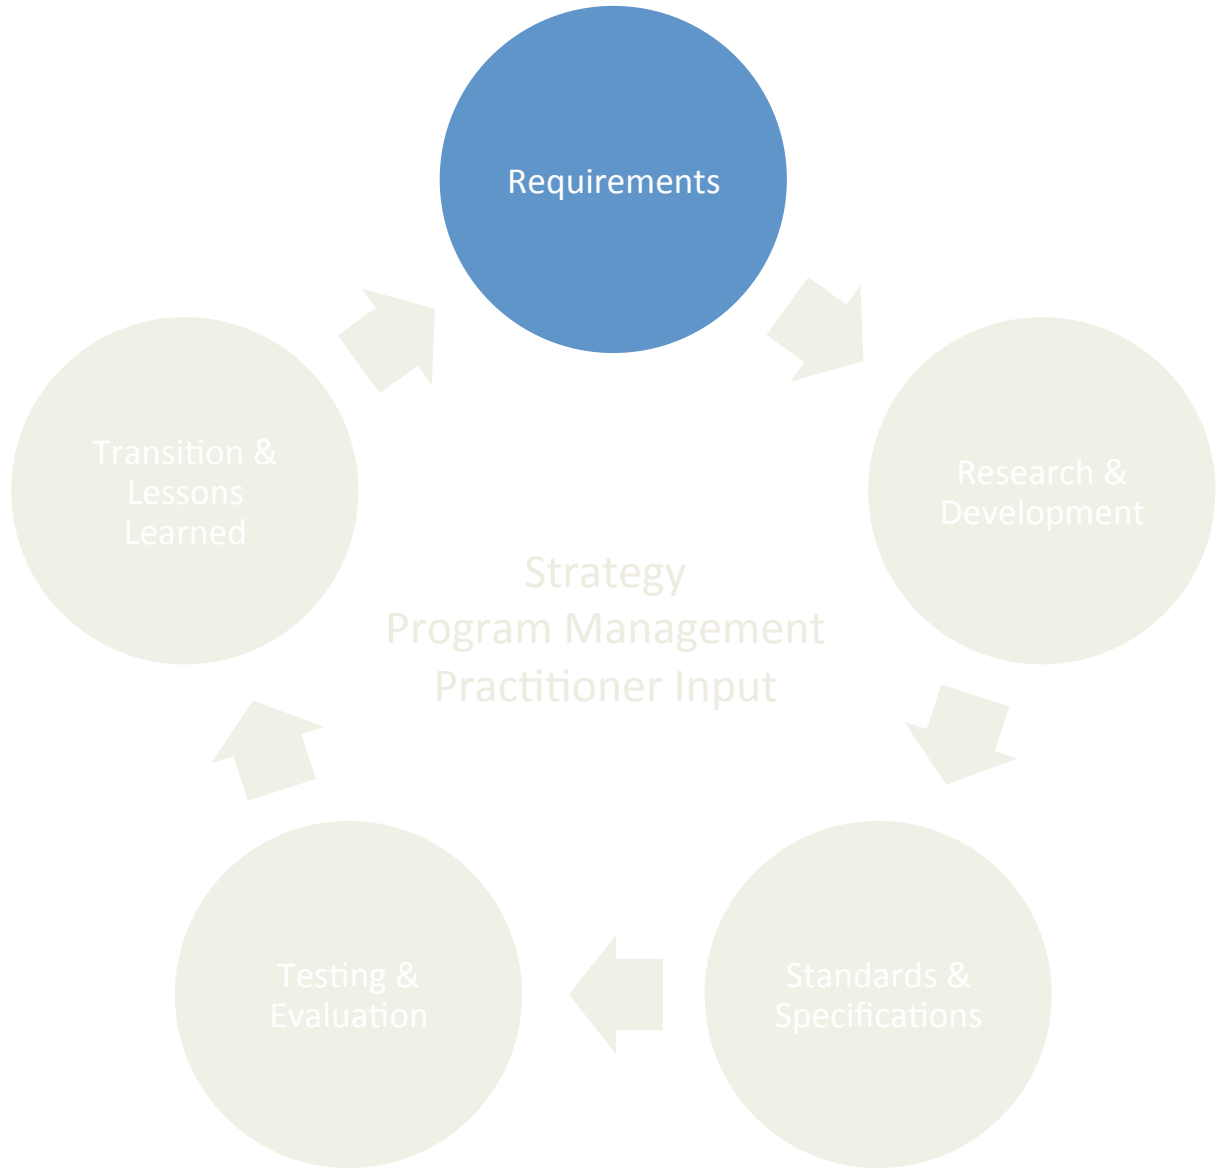 Requirements
Research &
Development
Standards &
Specifications
Testing &
Evaluation
Transition &
Lessons
Learned
Strategy
Program Management
Practitioner Input